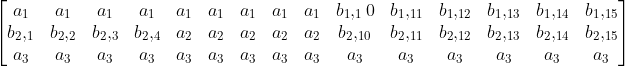 a_1 a_1 a_1 a_1 a_1 a_1 a_1 a_1 a_1 b_{1,1} 0 b_{1,11} b_{1,12} b_{1,13} b_{1,14} b_{1,15}
b_{2,1} b_{2,2} b_{2,3} b_{2,4} a_2 a_2 a_2 a_2 a_2 b_{2,10} b_{2,11} b_{2,12} b_{2,13} b_{2,14} b_{2,15}
a_3 a_3 a_3 a_3 a_3 a_3 a_3 a_3 a_3 a_3 a_3 a_3 a_3 a_3 a_3